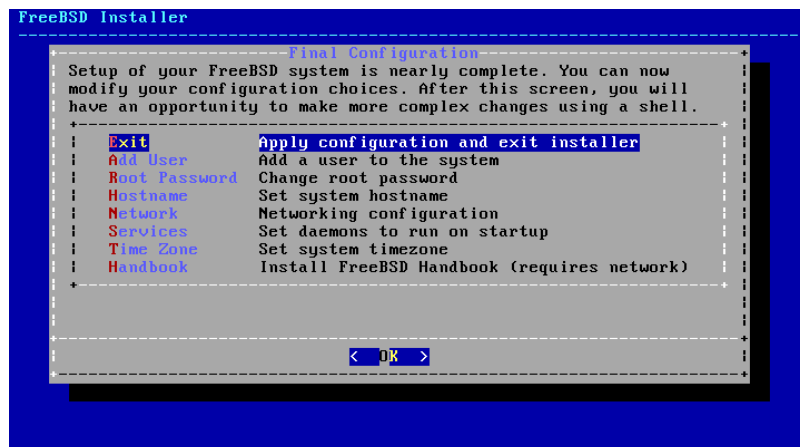 FreeBSD Installer
Final Configuration
Setup of your FreeBSD system is nearly complete. You can now
modify your configuration choices. After this screen, you will
have an opportunity to make more complex changes using a shell.
Exit Apply configuration and exit installer
Add User Add a user to the system
Root Password Change root password
Hostname Set system hostname
Network Networking configuration
Services Set daemons to run on startup
Time Zone Set system timezone
Handbook Install FreeBSD Handbook (requires network)
< OK >